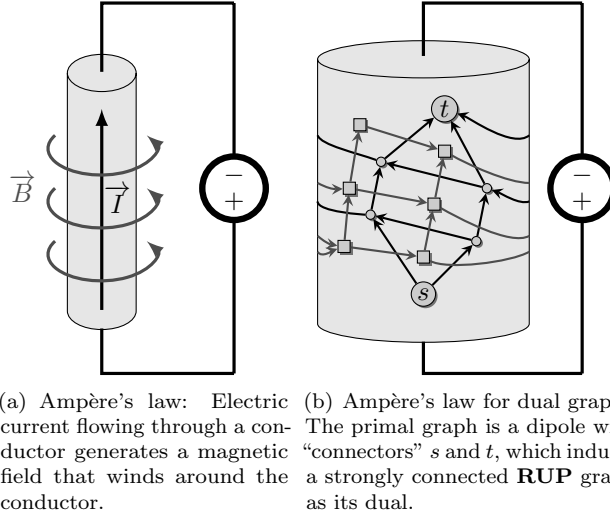 B
I
−
+
t
s
−
+
(a) Ampère's law: Electric
current flowing through a con-
ductor generates a magnetic
field that winds around the
conductor.
(b) Ampère's law for dual grap
The primal graph is a dipole w
“connectors” s and t, which indu
a strongly connected RUP gra
as its dual.